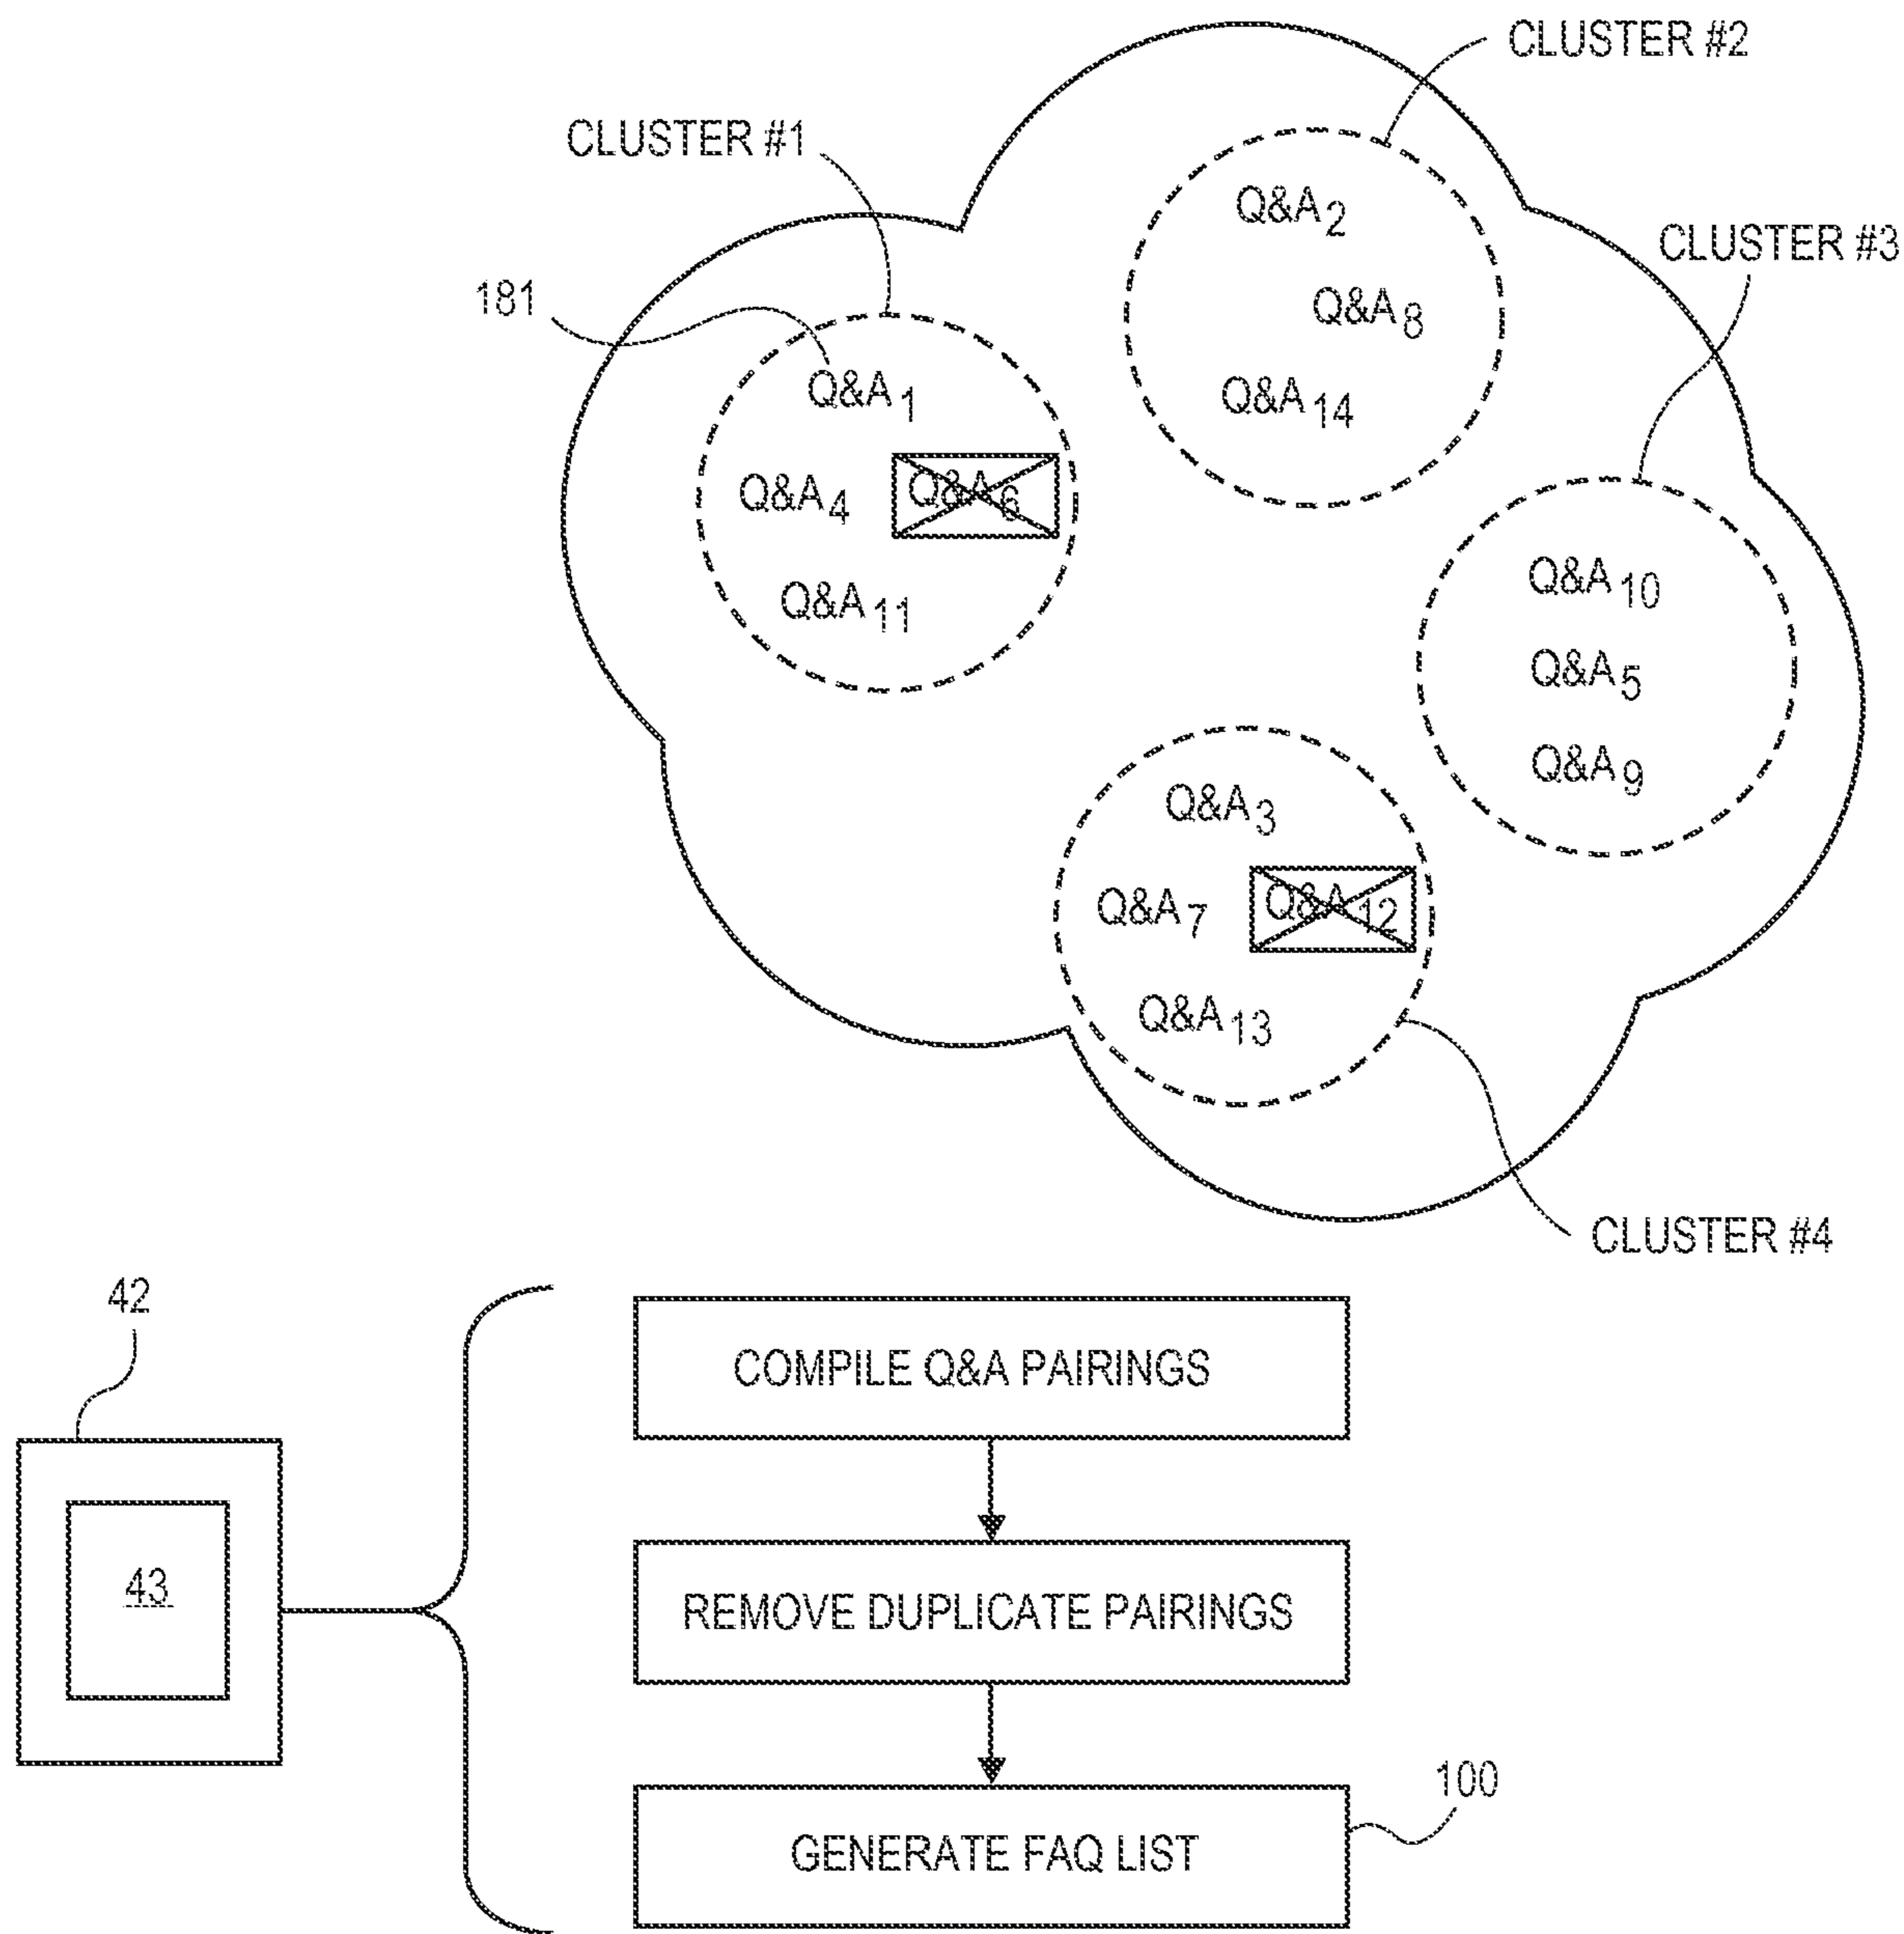 CLUSTER #2
CLUSTER #1
Q&A2
CLUSTER #3
181
Q&A8
Q&A1
Q&A14
Q&A4
Q&A6
Q&A10
Q&A11
Q&A5
Q&A9
Q&A3
Q&A7
Q&A12
Q&A13
CLUSTER #4
42
COMPILE Q&A PAIRINGS
43
REMOVE DUPLICATE PAIRINGS
100
GENERATE FAQ LIST